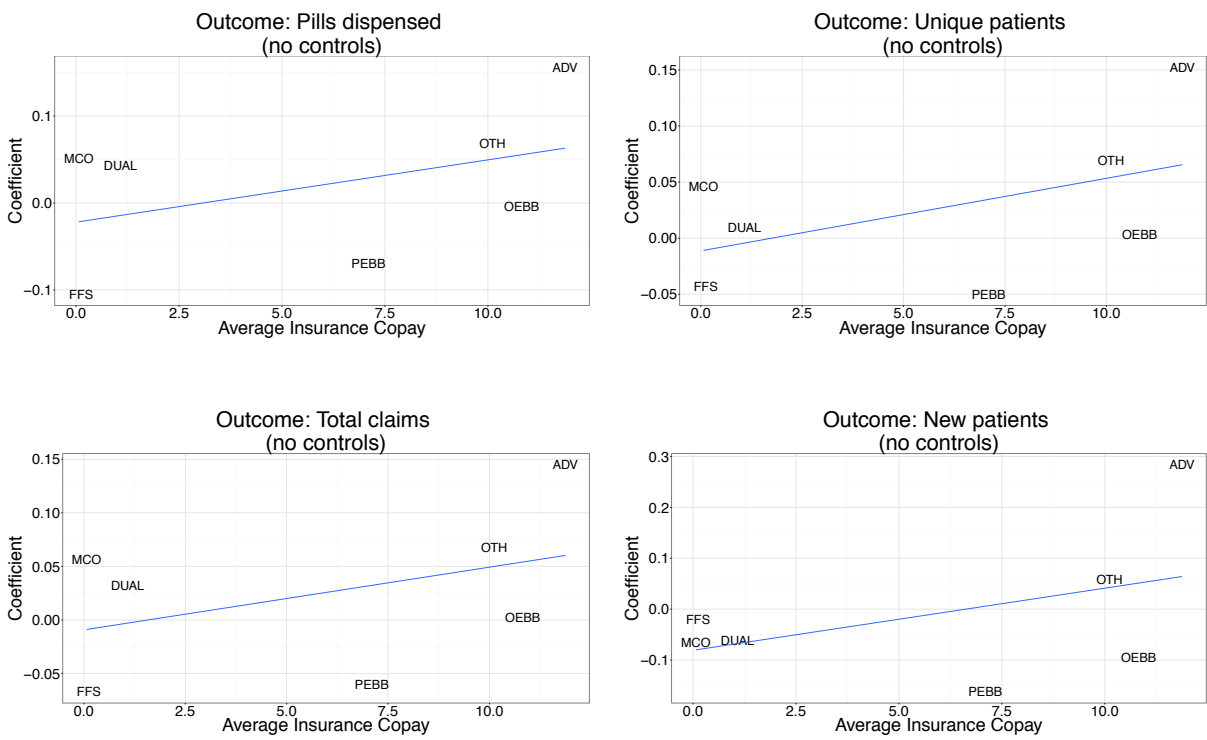 Outcome: Pills dispensed
(no controls)
Coefficient
0.1
0.0
−0.1
ADV
OTH
MCO
DUAL
OEBB
PEBB
FFS
0.0 2.5 5.0 7.5 10.0
Average Insurance Copay
Outcome: Unique patients
(no controls)
Coefficient
0.15
0.10
0.05
0.00
−0.05
ADV
OTH
MCO
DUAL
OEBB
FFS
PEBB
0.0 2.5 5.0 7.5 10.0
Average Insurance Copay
Outcome: Total claims
(no controls)
Coefficient
0.15
0.10
0.05
0.00
−0.05
ADV
OTH
MCO
DUAL
OEBB
PEBB
FFS
0.0 2.5 5.0 7.5 10.0
Average Insurance Copay
Outcome: New patients
(no controls)
Coefficient
0.3
0.2
0.1
0.0
−0.1
ADV
OTH
FFS
MCO
DUAL
OEBB
PEBB
0.0 2.5 5.0 7.5 10.0
Average Insurance Copay